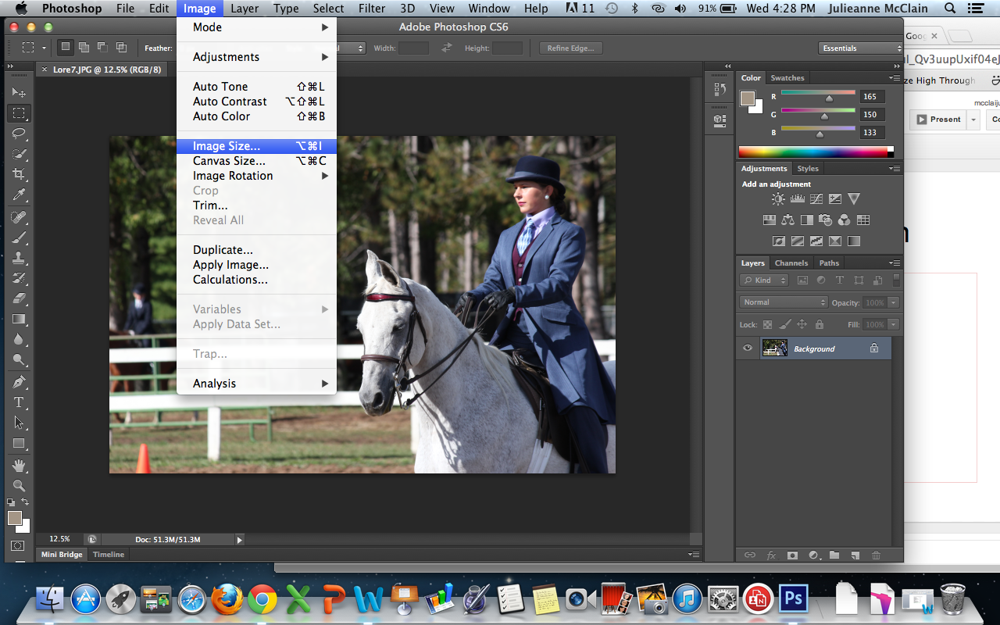 Photoshop File Edit Image Layer Type Select Filter 3D View Window Help 11 91% Wed 4:28 PM Julieanne McClain
Adobe Photoshop CS6
Feather: Width: Height: Refine Edge... Essentials
× Lore7.JPG @ 12.5% (RGB/8)
Mode
Adjustments
Auto Tone ⇧⌘L
Auto Contrast ⌥⇧⌘L
Auto Color ⇧⌘B
Image Size... ⌥⌘I
Canvas Size... ⌥⌘C
Image Rotation
Crop
Trim...
Reveal All
Duplicate...
Apply Image...
Calculations...
Variables
Apply Data Set...
Trap...
Analysis
Color Swatches
R 165
G 150
B 133
Adjustments Styles
Add an adjustment
Layers Channels Paths
Kind
Normal Opacity: 100%
Lock: Fill: 100%
Background
12.5% Doc: 51.3M/51.3M
Mini Bridge Timeline
Goog ×
ul_Qv3uupUxif04eJ
ze High Through
mcclaiju
Present Co
n
Ps